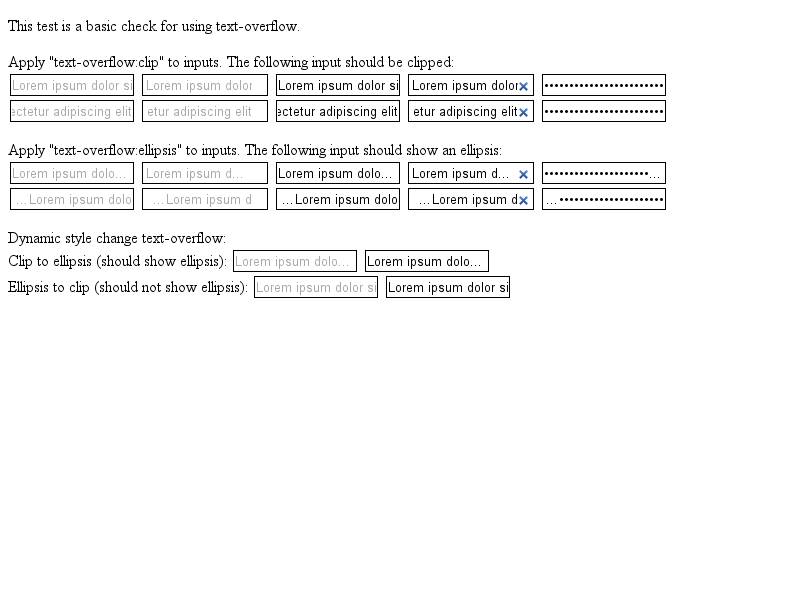 This test is a basic check for using text-overflow.
Apply "text-overflow:clip" to inputs. The following input should be clipped:
Lorem ipsum dolor si Lorem ipsum dolor Lorem ipsum dolor si Lorem ipsum dolor × ••••••••••••••••••••••••
ectetur adipiscing elit etur adipiscing elit ectetur adipiscing elit etur adipiscing elit × ••••••••••••••••••••••••
Apply "text-overflow:ellipsis" to inputs. The following input should show an ellipsis:
Lorem ipsum dolo... Lorem ipsum d... Lorem ipsum dolo... Lorem ipsum d... × •••••••••••••••••••••...
...Lorem ipsum dolo ...Lorem ipsum d ...Lorem ipsum dolo ...Lorem ipsum d × ...•••••••••••••••••••••
Dynamic style change text-overflow:
Clip to ellipsis (should show ellipsis): Lorem ipsum dolo... Lorem ipsum dolo...
Ellipsis to clip (should not show ellipsis): Lorem ipsum dolor si Lorem ipsum dolor si